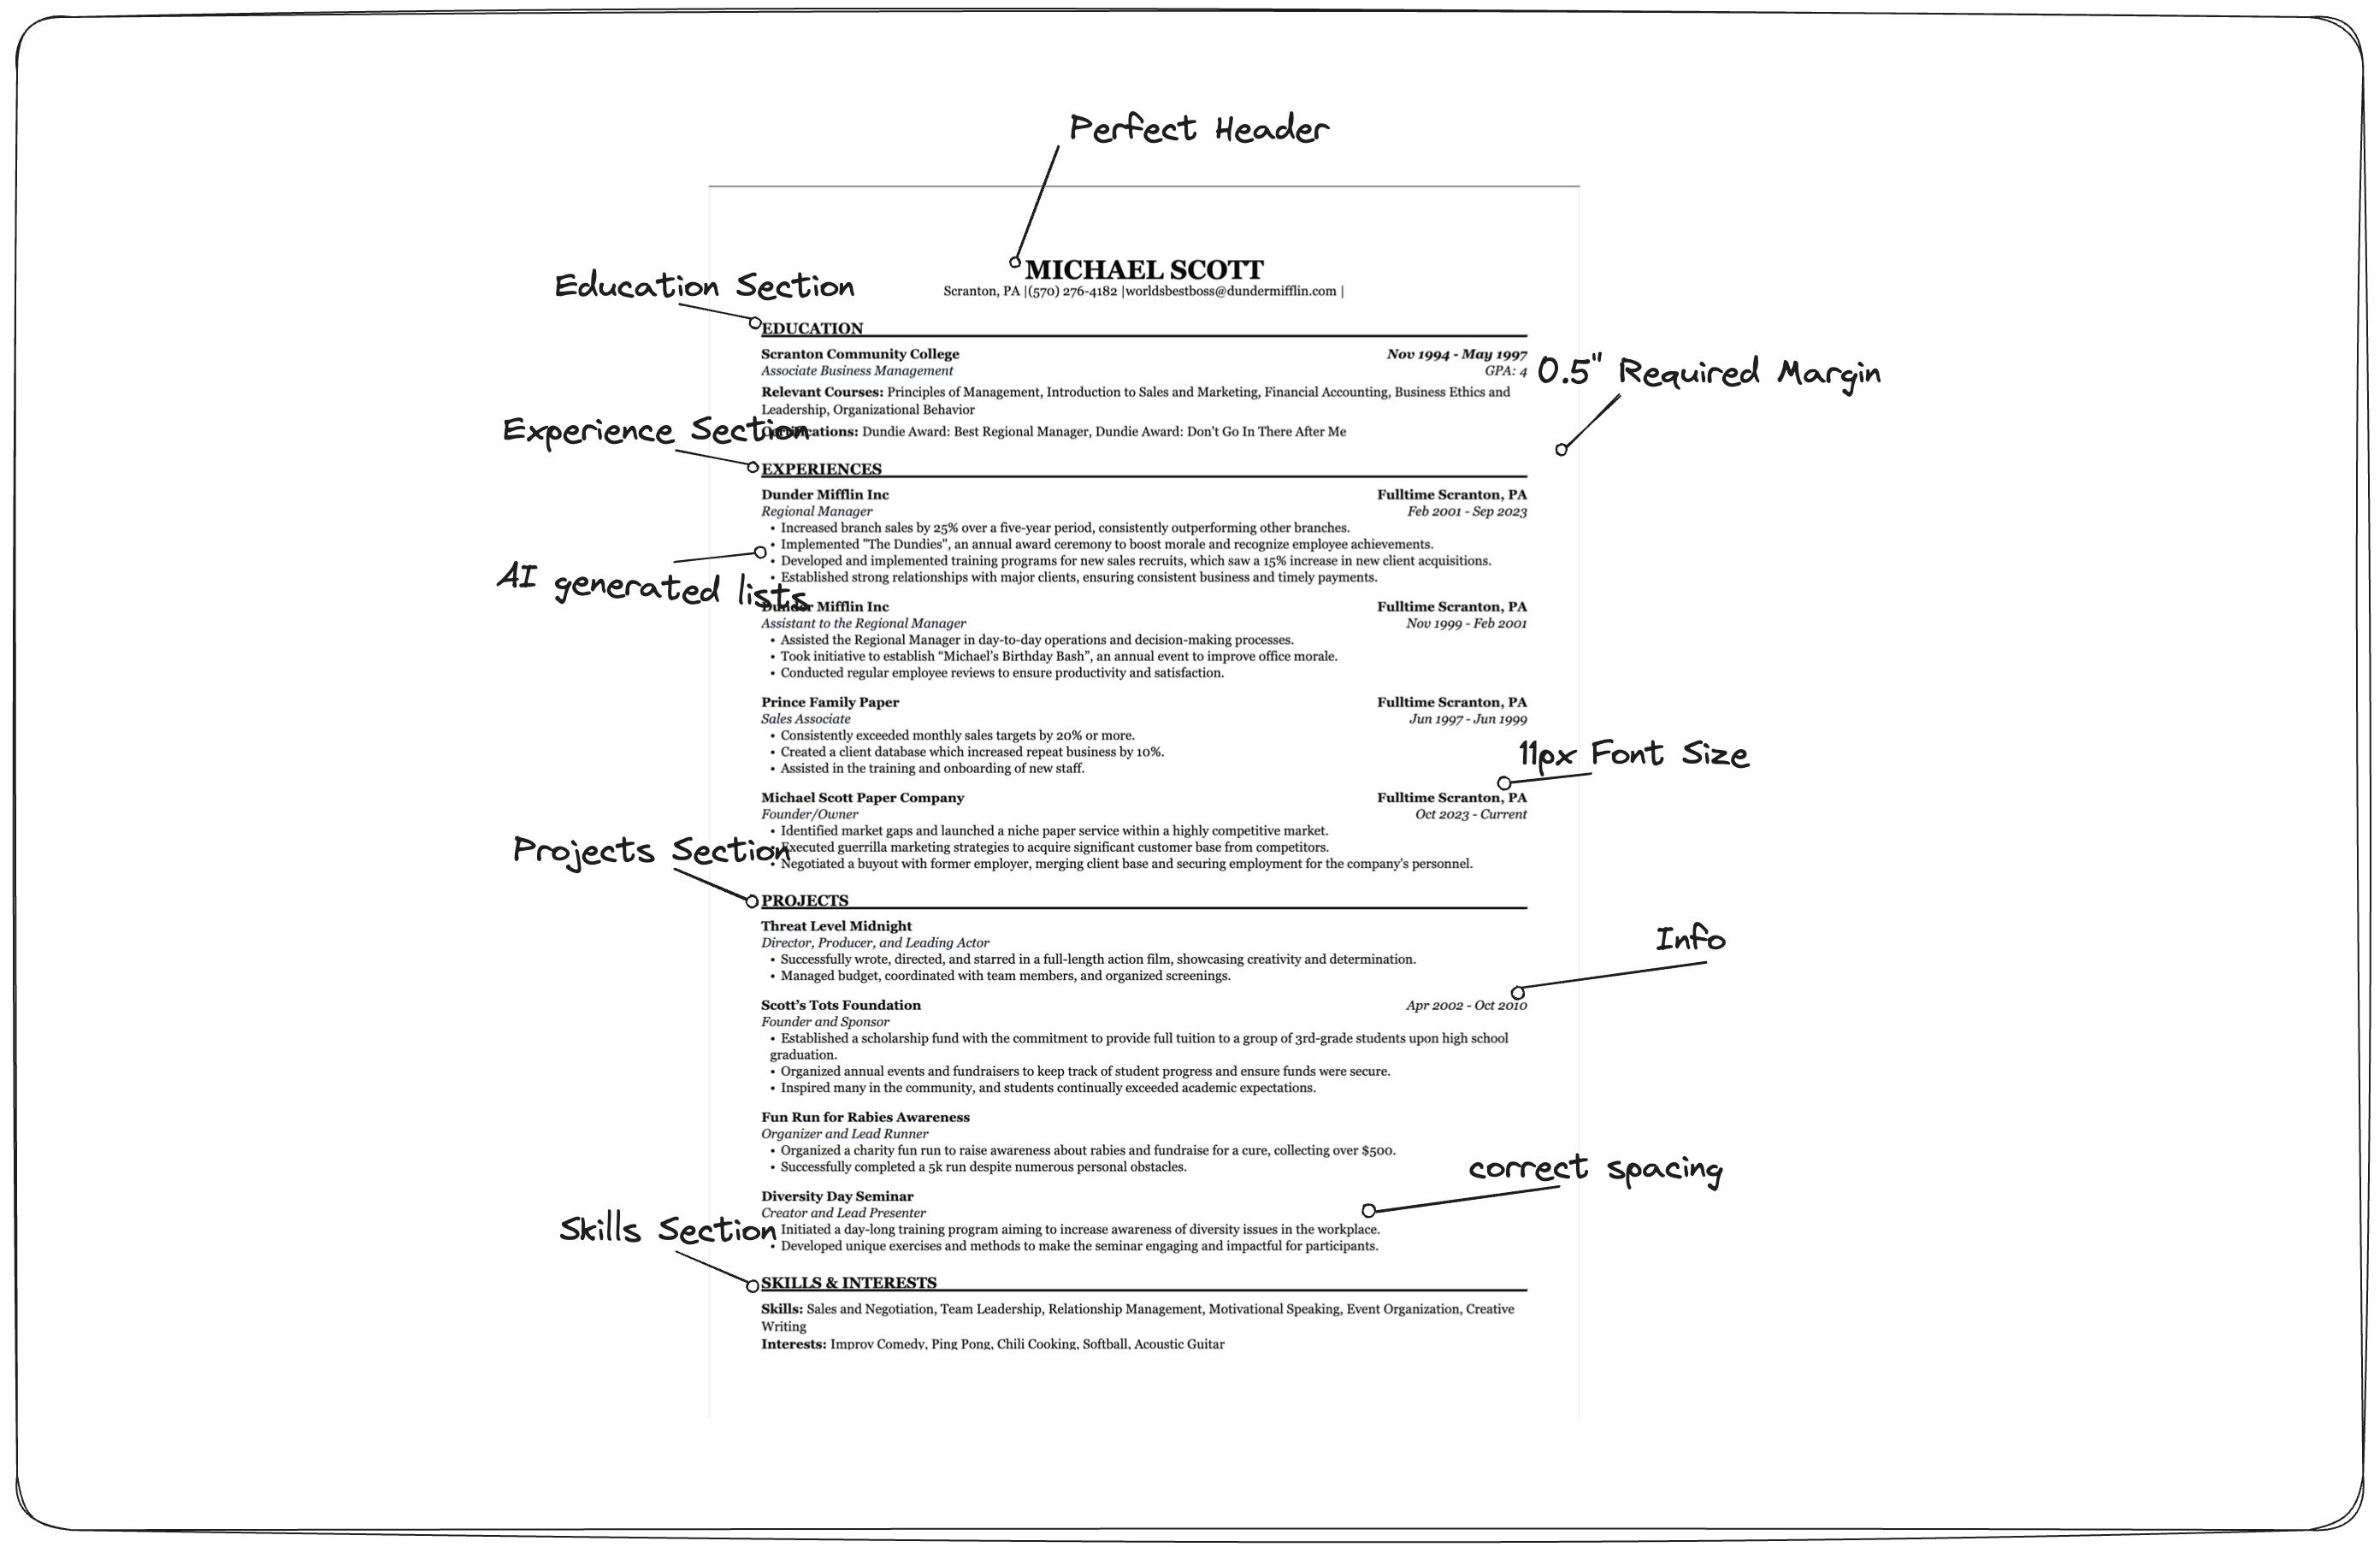 Perfect Header
MICHAEL SCOTT
Scranton, PA |(570) 276-4182 |worldsbestboss@dundermifflin.com |
Education Section
EDUCATION
Scranton Community College Nov 1994 - May 1997
Associate Business Management GPA: 4
0.5" Required Margin
Relevant Courses: Principles of Management, Introduction to Sales and Marketing, Financial Accounting, Business Ethics and
Leadership, Organizational Behavior
Experience Section
Certifications: Dundie Award: Best Regional Manager, Dundie Award: Don't Go In There After Me
EXPERIENCES
Dunder Mifflin Inc Fulltime Scranton, PA
Regional Manager Feb 2001 - Sep 2023
• Increased branch sales by 25% over a five-year period, consistently outperforming other branches.
• Implemented "The Dundies", an annual award ceremony to boost morale and recognize employee achievements.
• Developed and implemented training programs for new sales recruits, which saw a 15% increase in new client acquisitions.
• Established strong relationships with major clients, ensuring consistent business and timely payments.
AI generated lists
Dunder Mifflin Inc Fulltime Scranton, PA
Assistant to the Regional Manager Nov 1999 - Feb 2001
• Assisted the Regional Manager in day-to-day operations and decision-making processes.
• Took initiative to establish “Michael’s Birthday Bash”, an annual event to improve office morale.
• Conducted regular employee reviews to ensure productivity and satisfaction.
Prince Family Paper Fulltime Scranton, PA
Sales Associate Jun 1997 - Jun 1999
• Consistently exceeded monthly sales targets by 20% or more.
• Created a client database which increased repeat business by 10%.
• Assisted in the training and onboarding of new staff.
11px Font Size
Michael Scott Paper Company Fulltime Scranton, PA
Founder/Owner Oct 2023 - Current
• Identified market gaps and launched a niche paper service within a highly competitive market.
• Executed guerrilla marketing strategies to acquire significant customer base from competitors.
• Negotiated a buyout with former employer, merging client base and securing employment for the company's personnel.
Projects Section
PROJECTS
Threat Level Midnight
Director, Producer, and Leading Actor
• Successfully wrote, directed, and starred in a full-length action film, showcasing creativity and determination.
• Managed budget, coordinated with team members, and organized screenings.
Info
Scott’s Tots Foundation Apr 2002 - Oct 2010
Founder and Sponsor
• Established a scholarship fund with the commitment to provide full tuition to a group of 3rd-grade students upon high school
graduation.
• Organized annual events and fundraisers to keep track of student progress and ensure funds were secure.
• Inspired many in the community, and students continually exceeded academic expectations.
Fun Run for Rabies Awareness
Organizer and Lead Runner
• Organized a charity fun run to raise awareness about rabies and fundraise for a cure, collecting over $500.
• Successfully completed a 5k run despite numerous personal obstacles.
correct spacing
Diversity Day Seminar
Creator and Lead Presenter
• Initiated a day-long training program aiming to increase awareness of diversity issues in the workplace.
• Developed unique exercises and methods to make the seminar engaging and impactful for participants.
Skills Section
SKILLS & INTERESTS
Skills: Sales and Negotiation, Team Leadership, Relationship Management, Motivational Speaking, Event Organization, Creative
Writing
Interests: Improv Comedy, Ping Pong, Chili Cooking, Softball, Acoustic Guitar